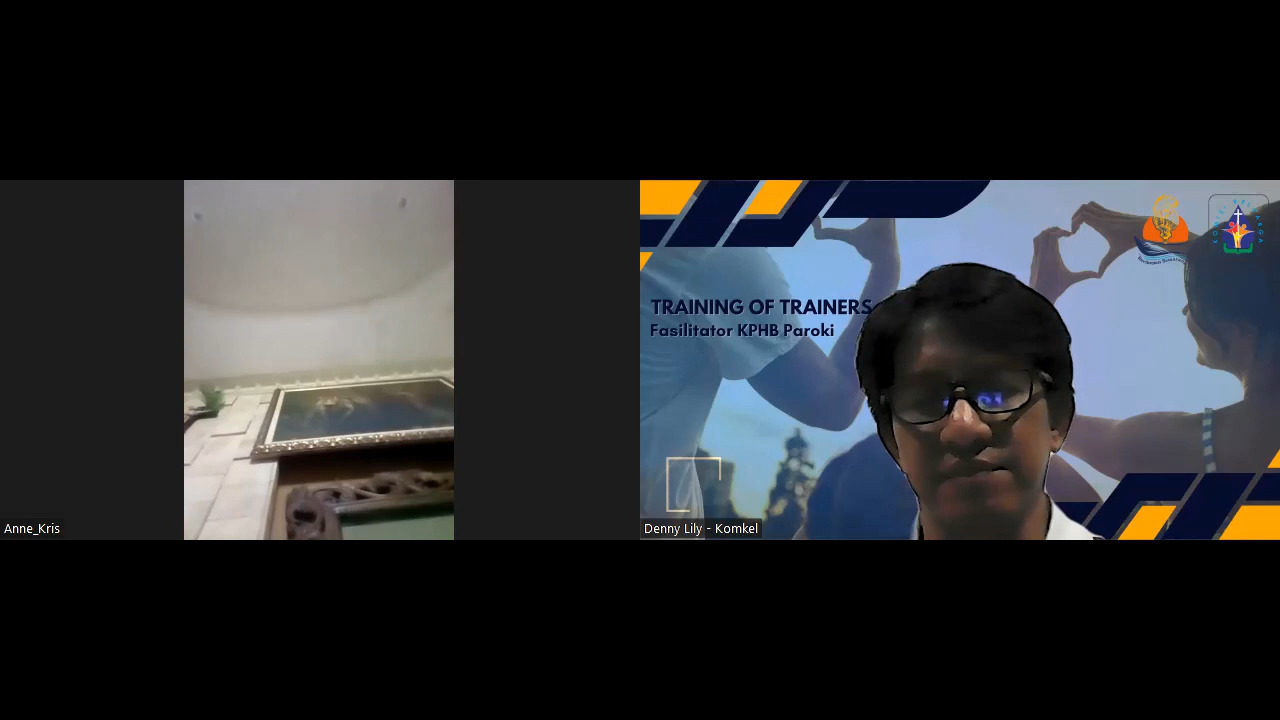 TRAINING OF TRAINERS
Fasilitator KPHB Paroki
Anne_Kris
Denny Lily - Komkel